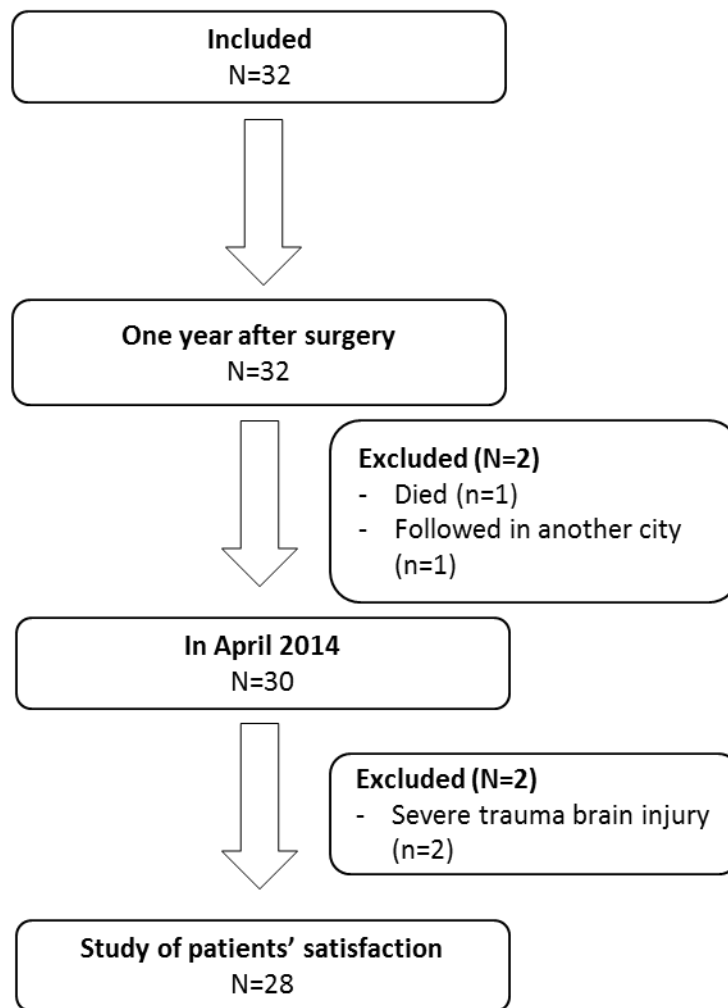 Included
N=32
One year after surgery
N=32
Excluded (N=2)
- Died (n=1)
- Followed in another city
(n=1)
In April 2014
N=30
Excluded (N=2)
- Severe trauma brain injury
(n=2)
Study of patients’ satisfaction
N=28